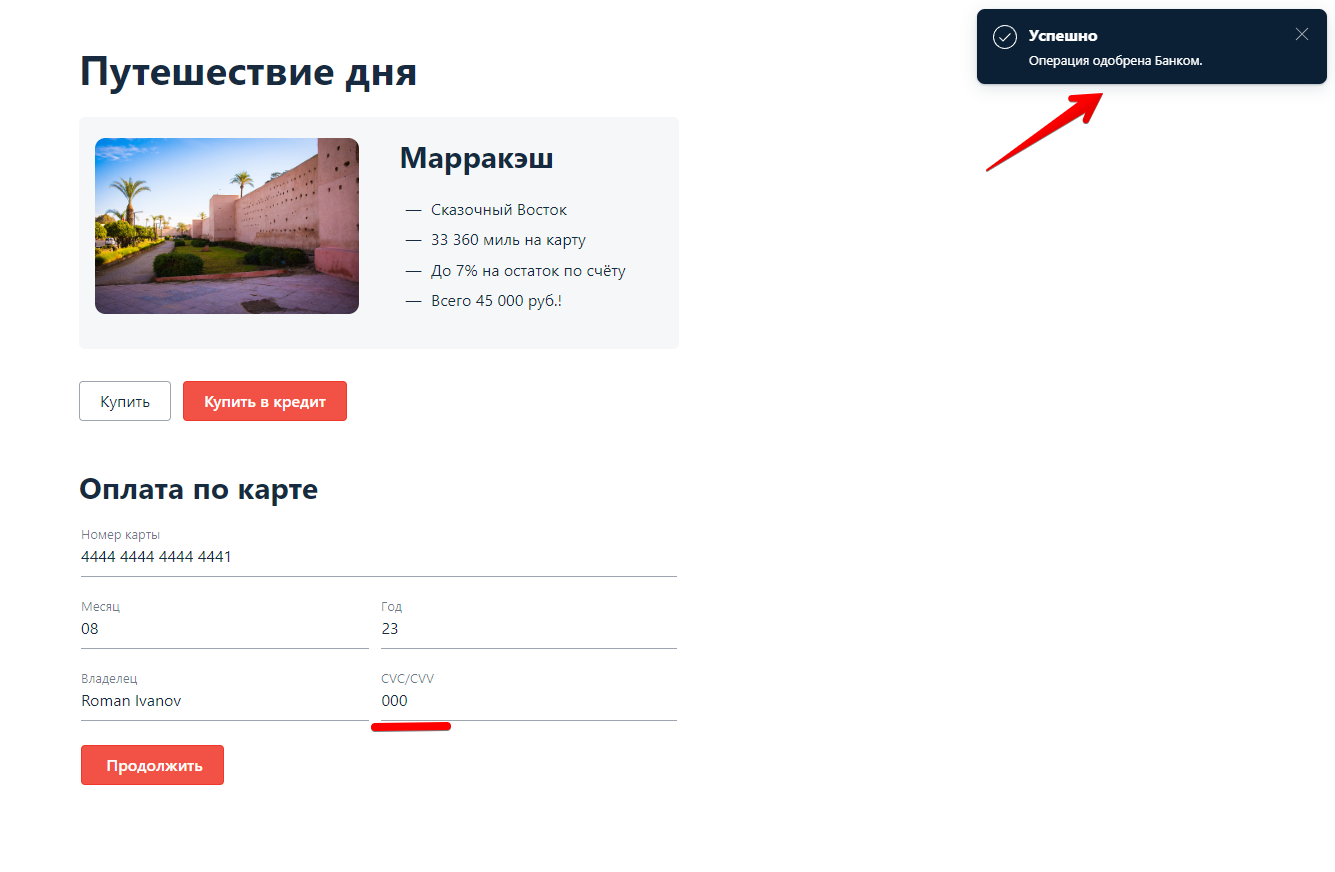 Путешествие дня
Успешно
Операция одобрена Банком.
Марракэш
— Сказочный Восток
— 33 360 миль на карту
— До 7% на остаток по счёту
— Всего 45 000 руб.!
Купить
Купить в кредит
Оплата по карте
Номер карты
4444 4444 4444 4441
Месяц
Год
08
23
Владелец
CVC/CVV
Roman Ivanov
000
Продолжить